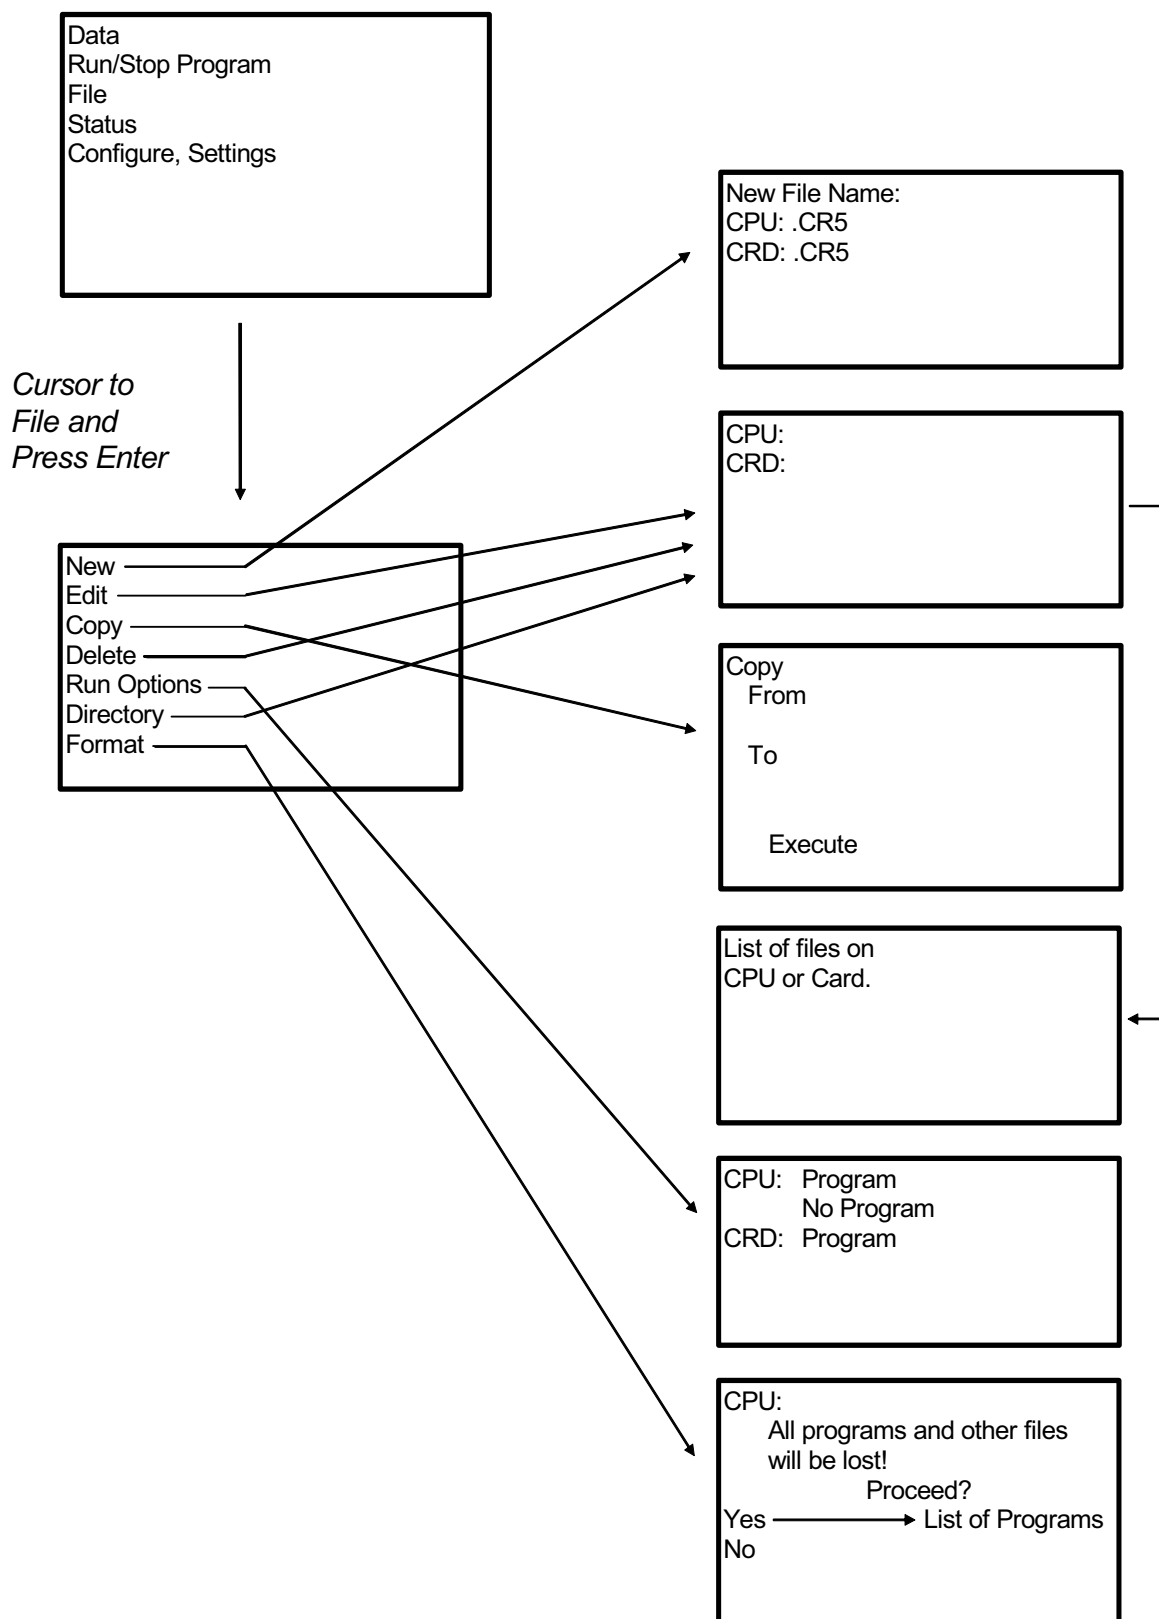 Data
Run/Stop Program
File
Status
Configure, Settings
Cursor to
File and
Press Enter
New
Edit
Copy
Delete
Run Options
Directory
Format
New File Name:
CPU: .CR5
CRD: .CR5
CPU:
CRD:
Copy
From
To
Execute
List of files on
CPU or Card.
CPU: Program
No Program
CRD: Program
CPU:
All programs and other files
will be lost!
Proceed?
Yes List of Programs
No